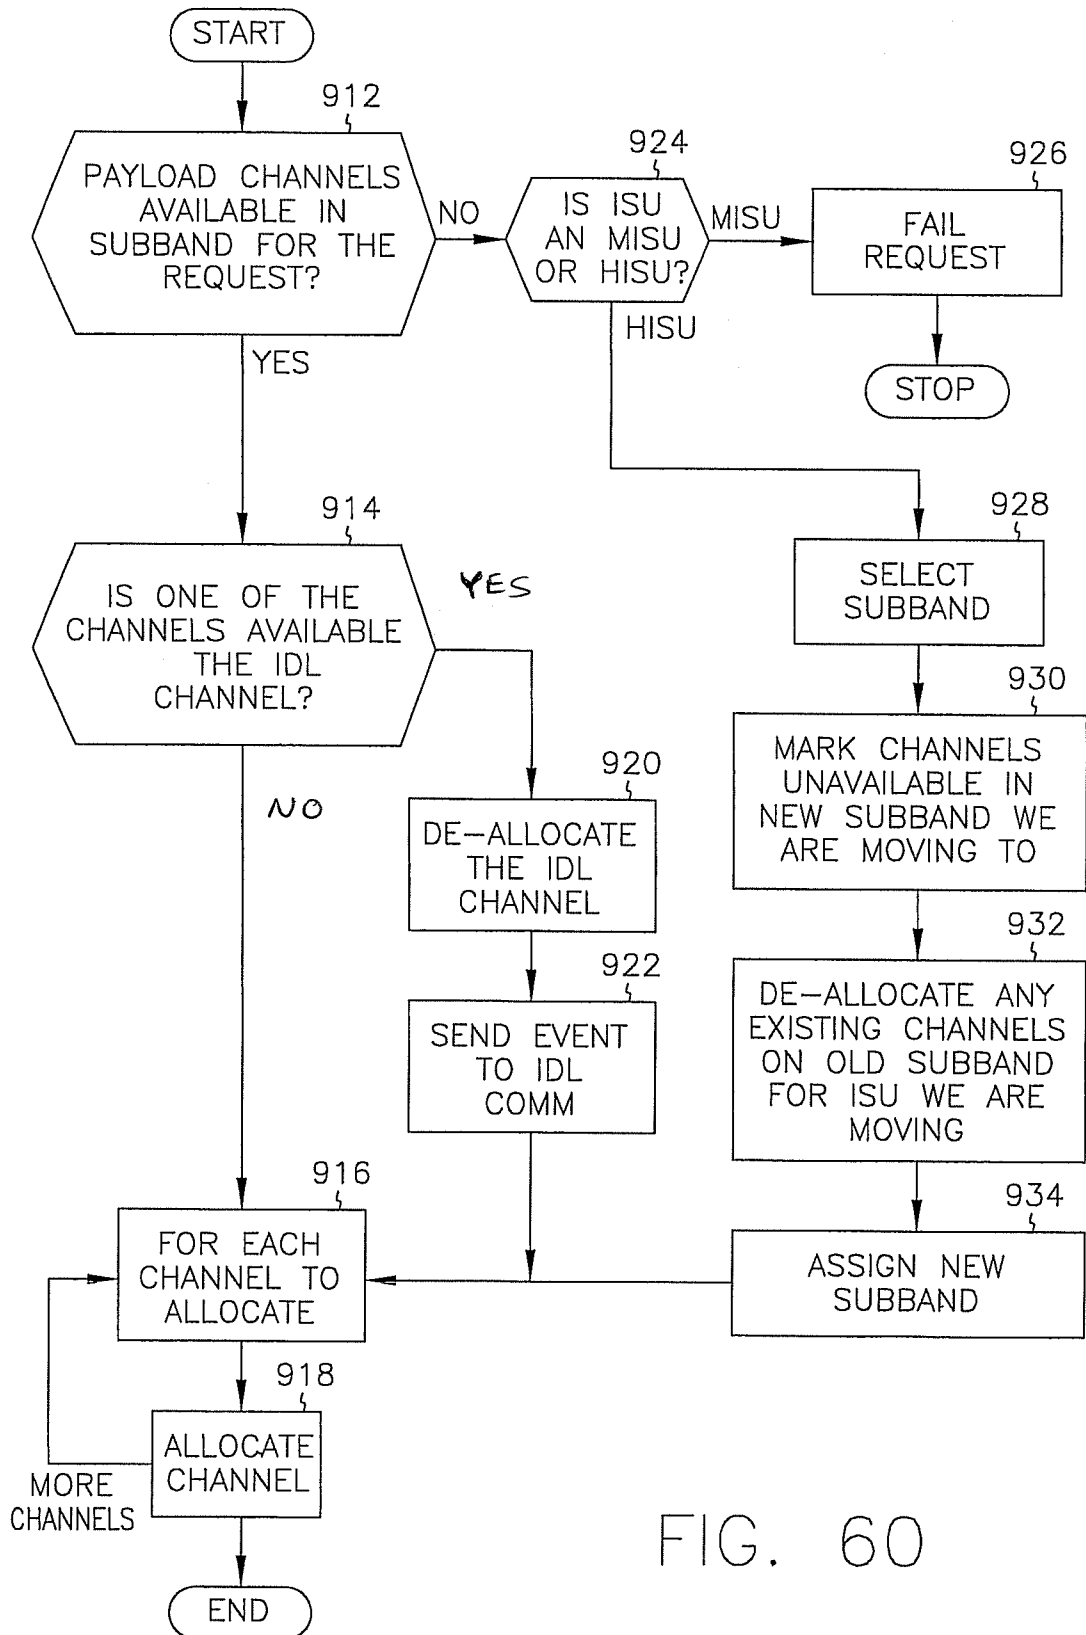 START
912
PAYLOAD CHANNELS
AVAILABLE IN
SUBBAND FOR THE
REQUEST?
NO
924
IS ISU
AN MISU
OR HISU?
MISU
926
FAIL
REQUEST
HISU
YES
STOP
914
IS ONE OF THE
CHANNELS AVAILABLE
THE IDL
CHANNEL?
YES
NO
928
SELECT
SUBBAND
930
MARK CHANNELS
UNAVAILABLE IN
NEW SUBBAND WE
ARE MOVING TO
920
DE-ALLOCATE
THE IDL
CHANNEL
922
SEND EVENT
TO IDL
COMM
932
DE-ALLOCATE ANY
EXISTING CHANNELS
ON OLD SUBBAND
FOR ISU WE ARE
MOVING
916
FOR EACH
CHANNEL TO
ALLOCATE
934
ASSIGN NEW
SUBBAND
918
ALLOCATE
CHANNEL
MORE
CHANNELS
END
FIG. 60